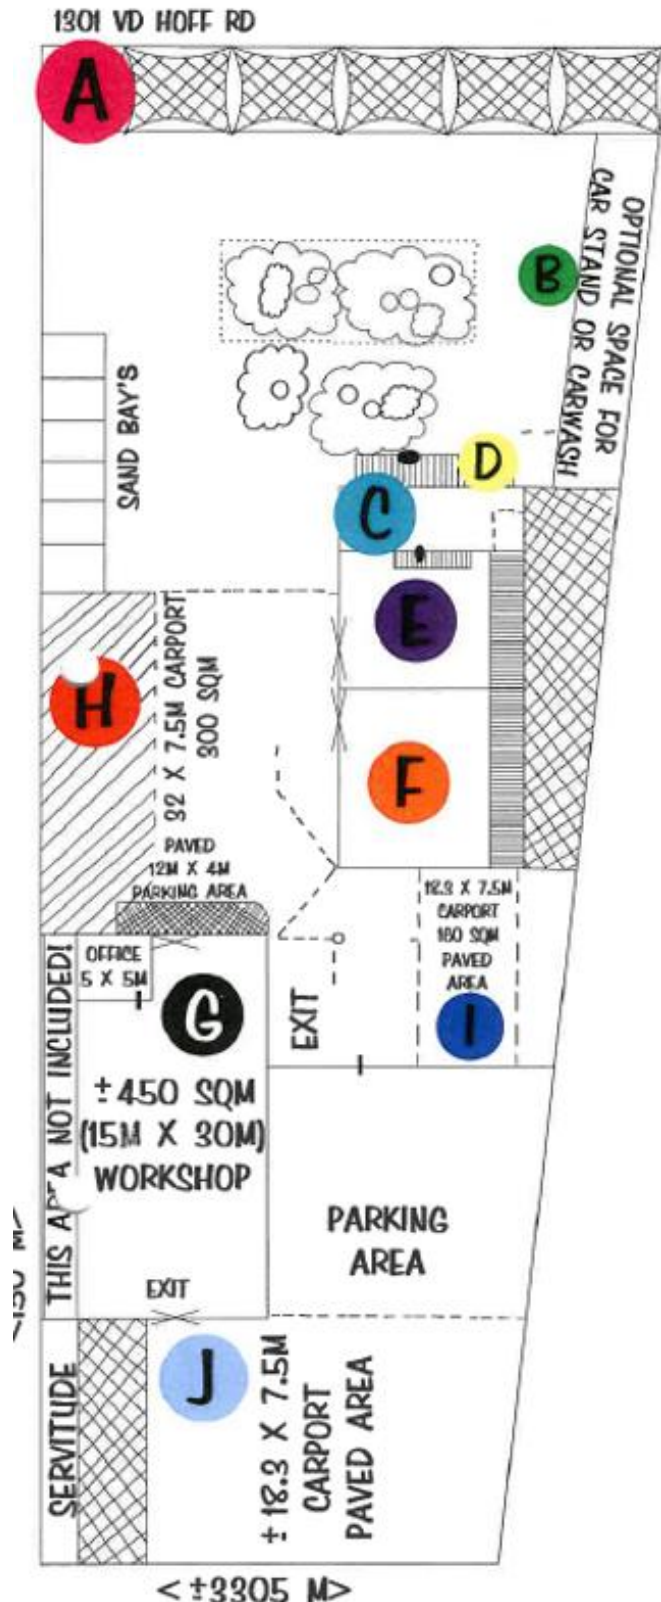 1301 VD HOFF RD
A
OPTIONAL SPACE FOR
CAR STAND OR CARWASH
B
SAND BAY'S
D
C
E
H
32 X 7.5M CARPORT
300 SQM
F
PAVED
12M X 4M
PARKING AREA
18.3 X 7.5M
CARPORT
160 SQM
PAVED
AREA
I
OFFICE
5 X 5M
G
EXIT
THIS AREA NOT INCLUDED!
±450 SQM
(15M X 30M)
WORKSHOP
PARKING
AREA
EXIT
J
SERVITUDE
± 18.3 X 7.5M
CARPORT
PAVED AREA
< ±3305 M>